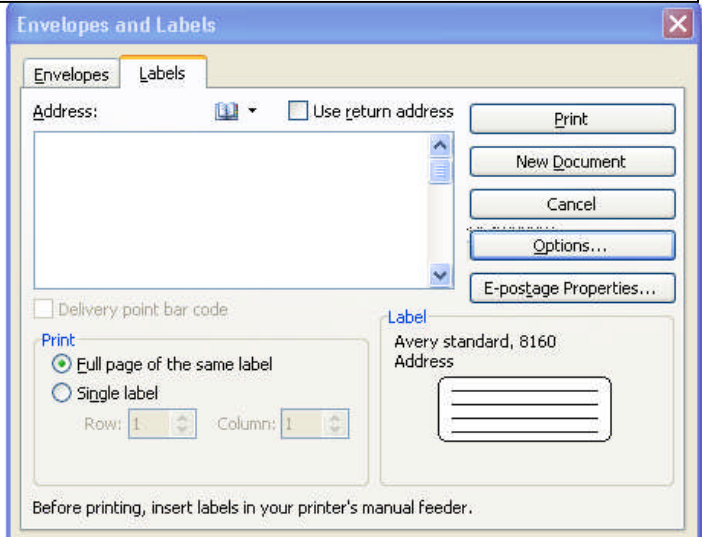 Envelopes and Labels
Envelopes Labels
Address: Use return address
Print
New Document
Cancel
Options...
E-postage Properties...
Delivery point bar code
Print
Full page of the same label
Single label
Row: 1 Column: 1
Label
Avery standard, 8160
Address
Before printing, insert labels in your printer's manual feeder.